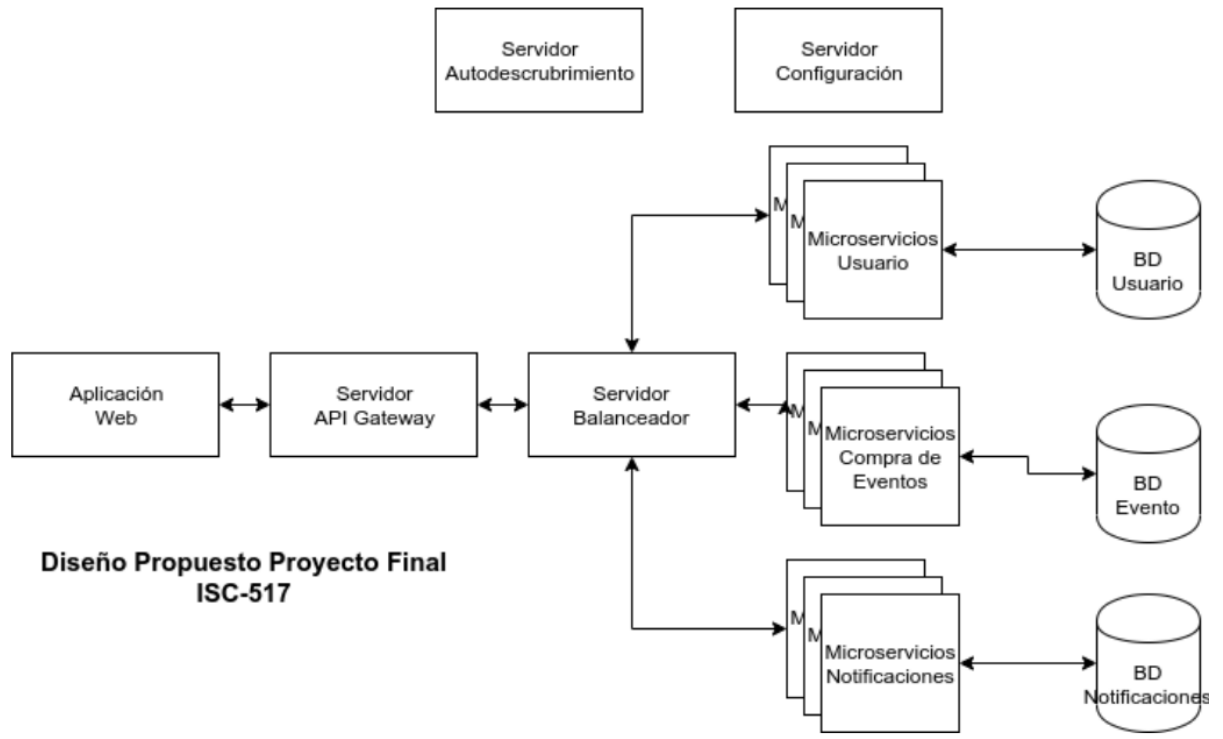 Servidor
Autodescrubrimiento
Servidor
Configuración
M
M
Microservicios
Usuario
BD
Usuario
Aplicación
Web
Servidor
API Gateway
Servidor
Balanceador
M
M
Microservicios
Compra de
Eventos
BD
Evento
Diseño Propuesto Proyecto Final
ISC-517
M
M
Microservicios
Notificaciones
BD
Notificaciones